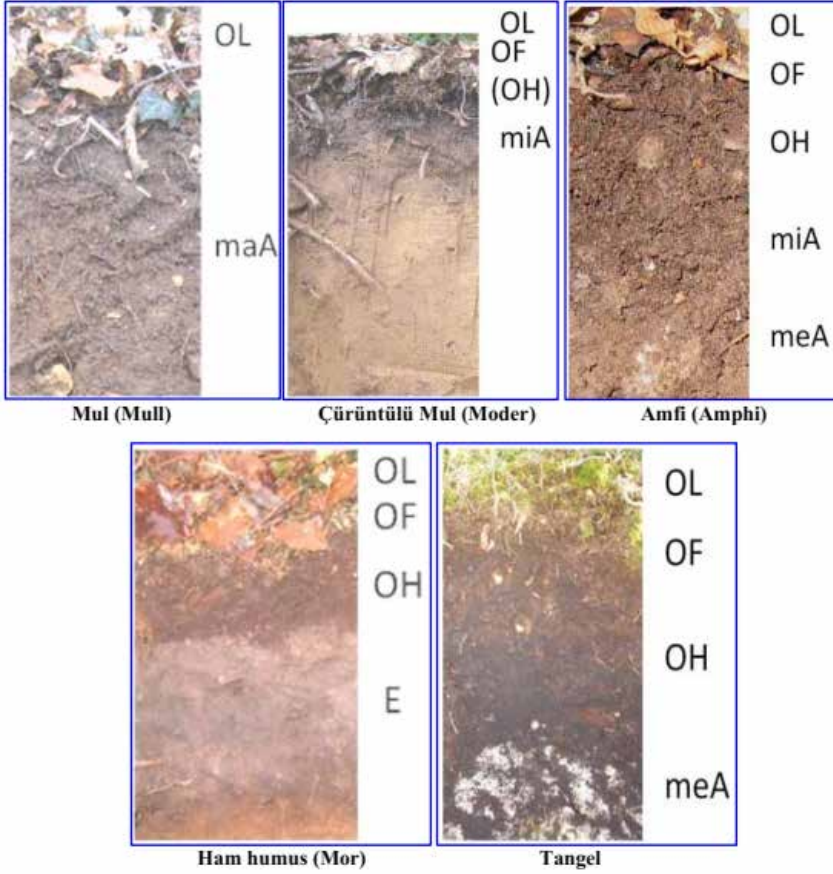 OL
maA
Mul (Mull)
OL
OF
(OH)
miA
Çürüntülü Mul (Moder)
OL
OF
OH
miA
meA
Amfi (Amphi)
OL
OF
OH
E
Ham humus (Mor)
OL
OF
OH
meA
Tangel